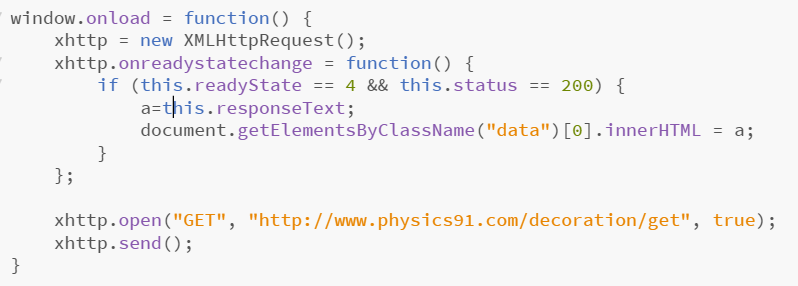 window.onload = function() {
    xhttp = new XMLHttpRequest();
    xhttp.onreadystatechange = function() {
        if (this.readyState == 4 && this.status == 200) {
            a=this.responseText;
            document.getElementsByClassName("data")[0].innerHTML = a;
        }
    };

    xhttp.open("GET", "http://www.physics91.com/decoration/get", true);
    xhttp.send();
}